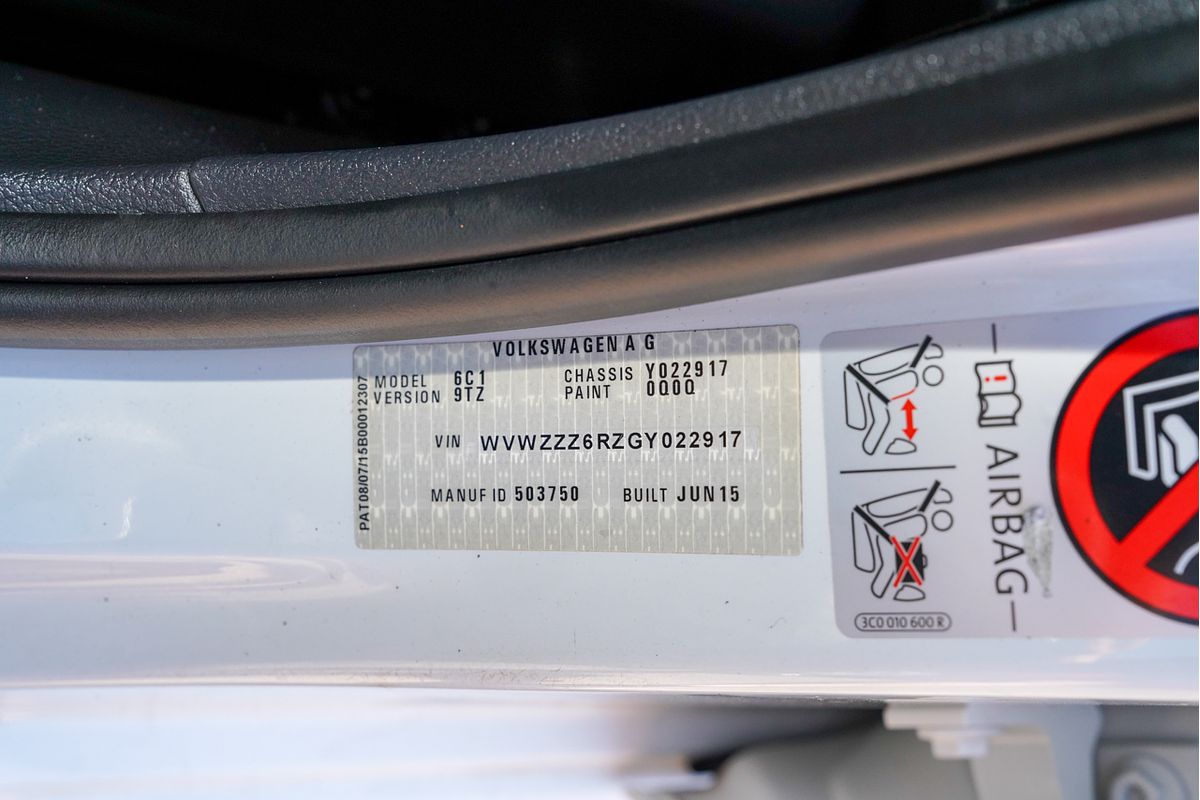 VOLKSWAGEN A G
MODEL 6C1 CHASSIS Y022917
VERSION 9TZ PAINT 0Q0Q
VIN WVWZZZ6RZGY022917
MANUF ID 503750 BUILT JUN15
PAT08/07/15B00012307
AIRBAG
3C0 010 600 R